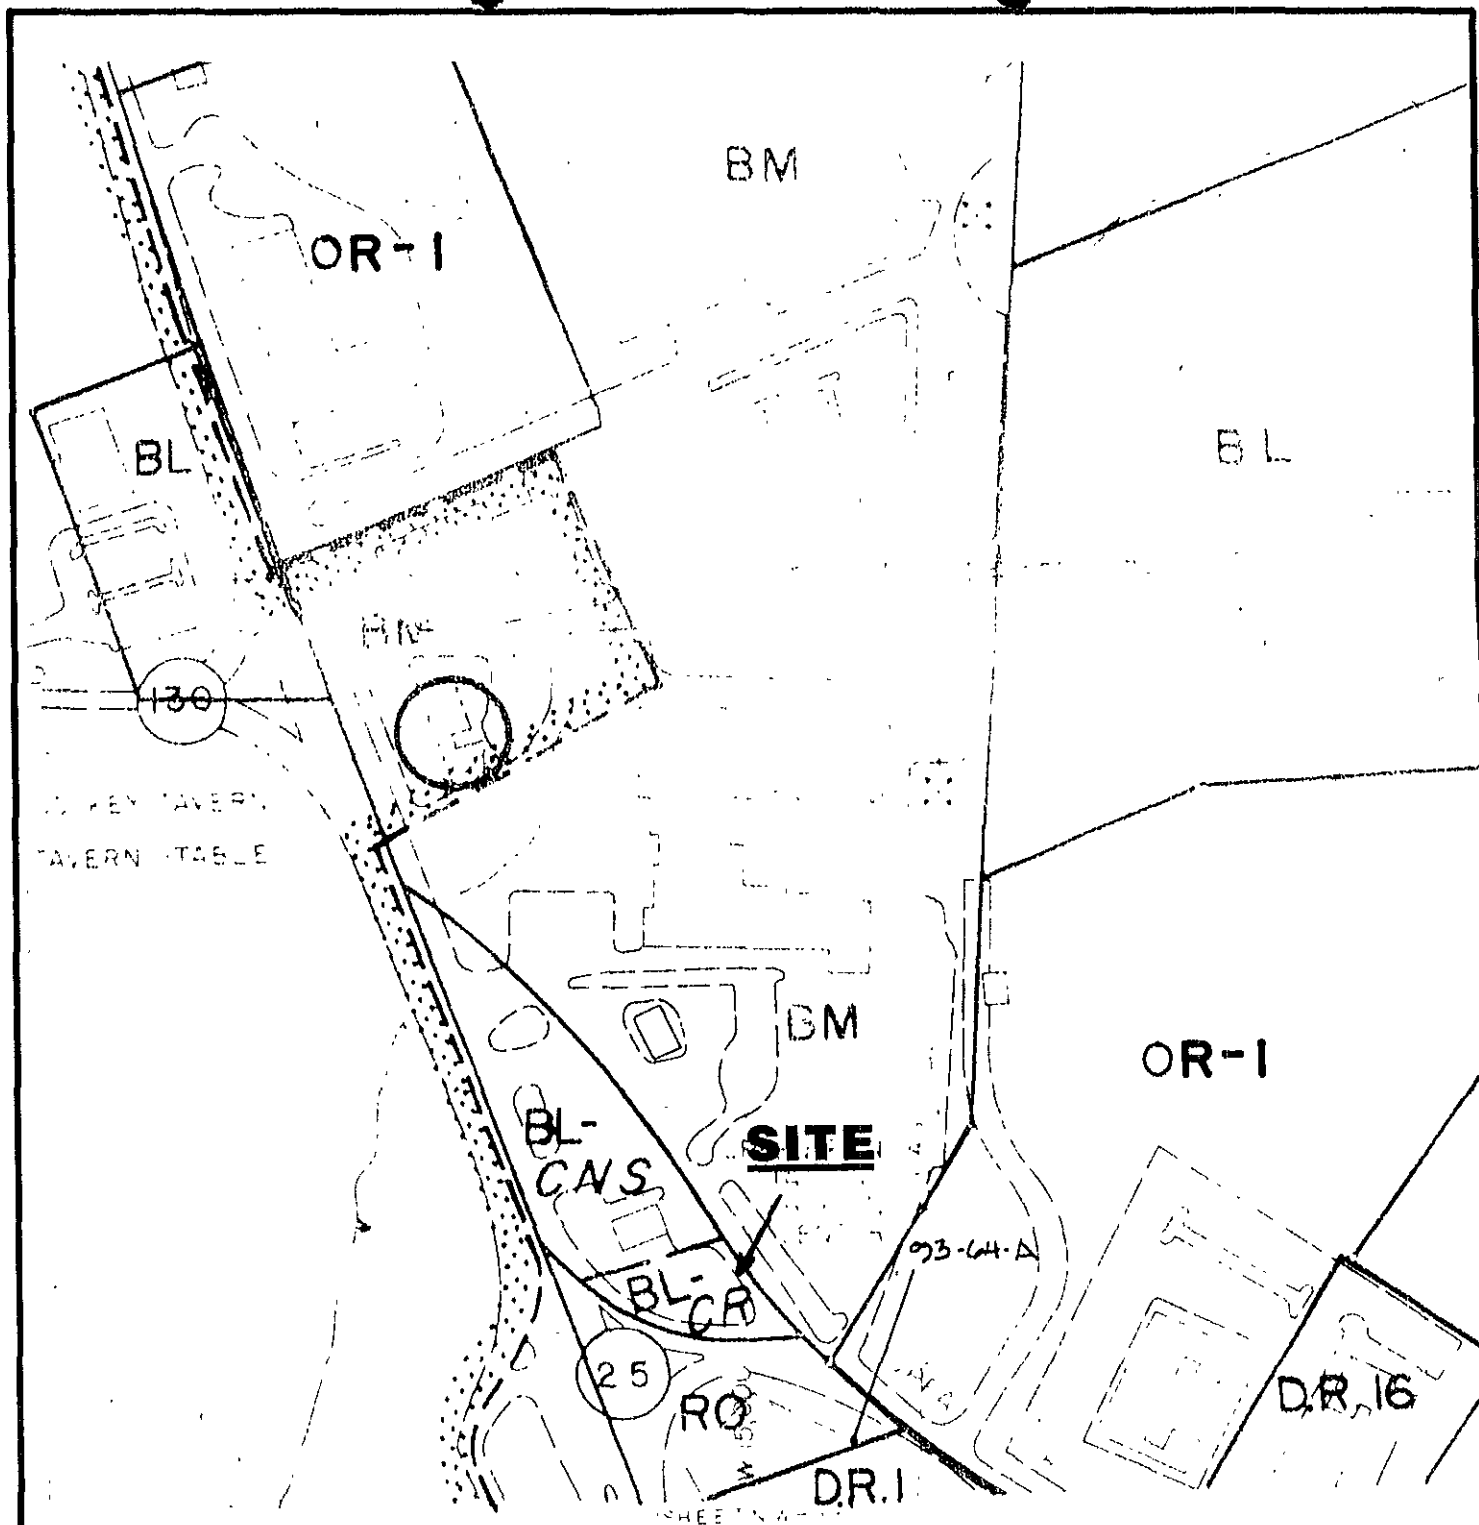 BM
OR-1
BL
BL
130
TAVERN
TAVERN
BM
OR-1
BL-
CNS
SITE
93-64-A
BL-
CR
25
RO
D.R. 16
D.R. 1